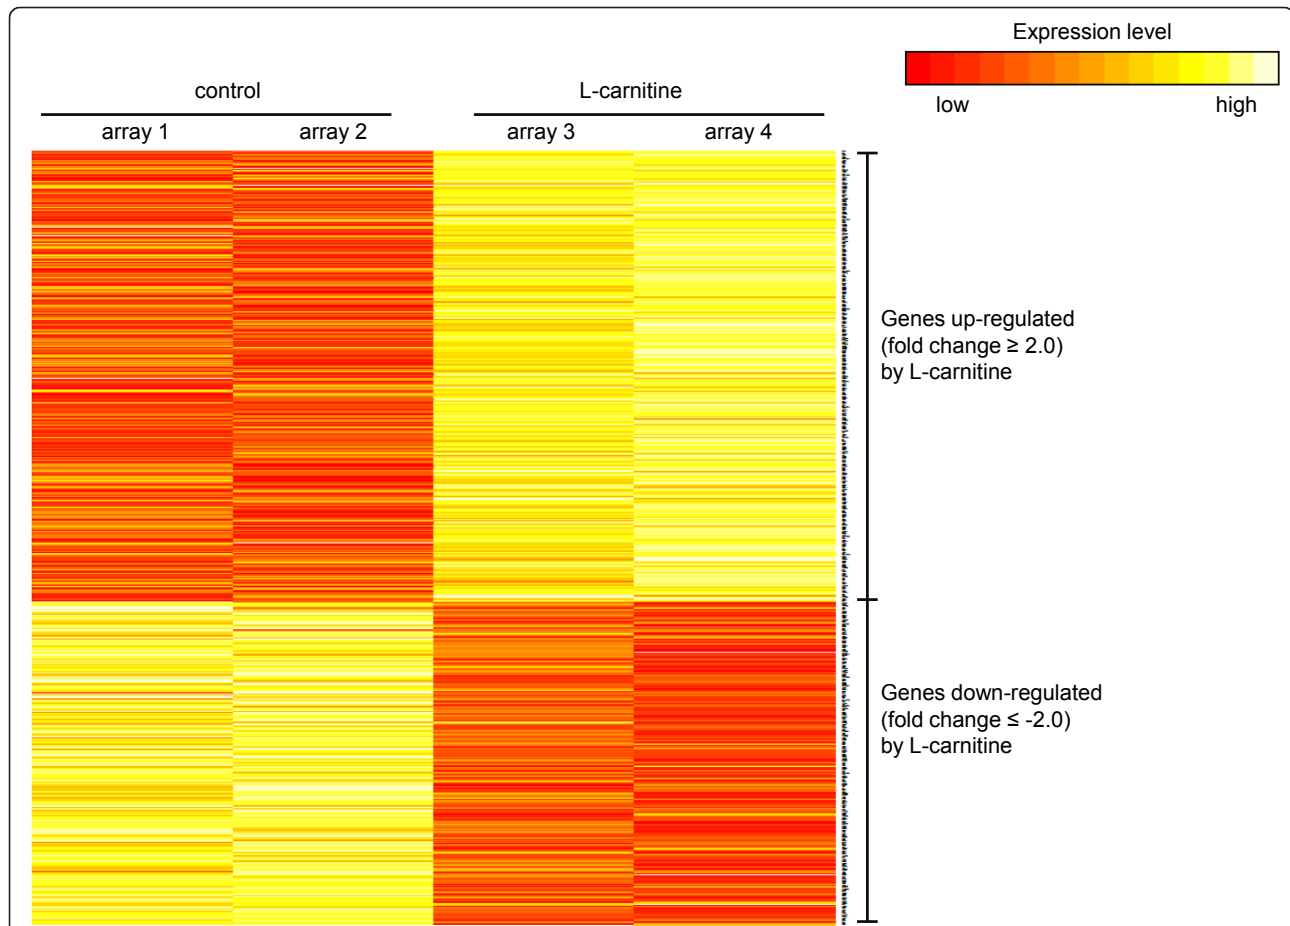 Expression level
low high
control L-carnitine
array 1 array 2 array 3 array 4
Genes up-regulated
(fold change ≥ 2.0)
by L-carnitine
Genes down-regulated
(fold change ≤ -2.0)
by L-carnitine